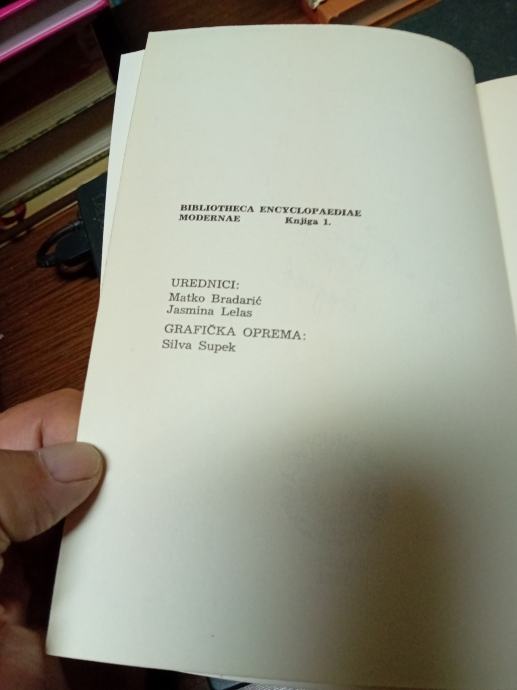 BIBLIOTHECA ENCYCLOPAEDIAE
MODERNAE Knjiga 1.
UREDNICI:
Matko Bradarić
Jasmina Lelas
GRAFIČKA OPREMA:
Silva Supek